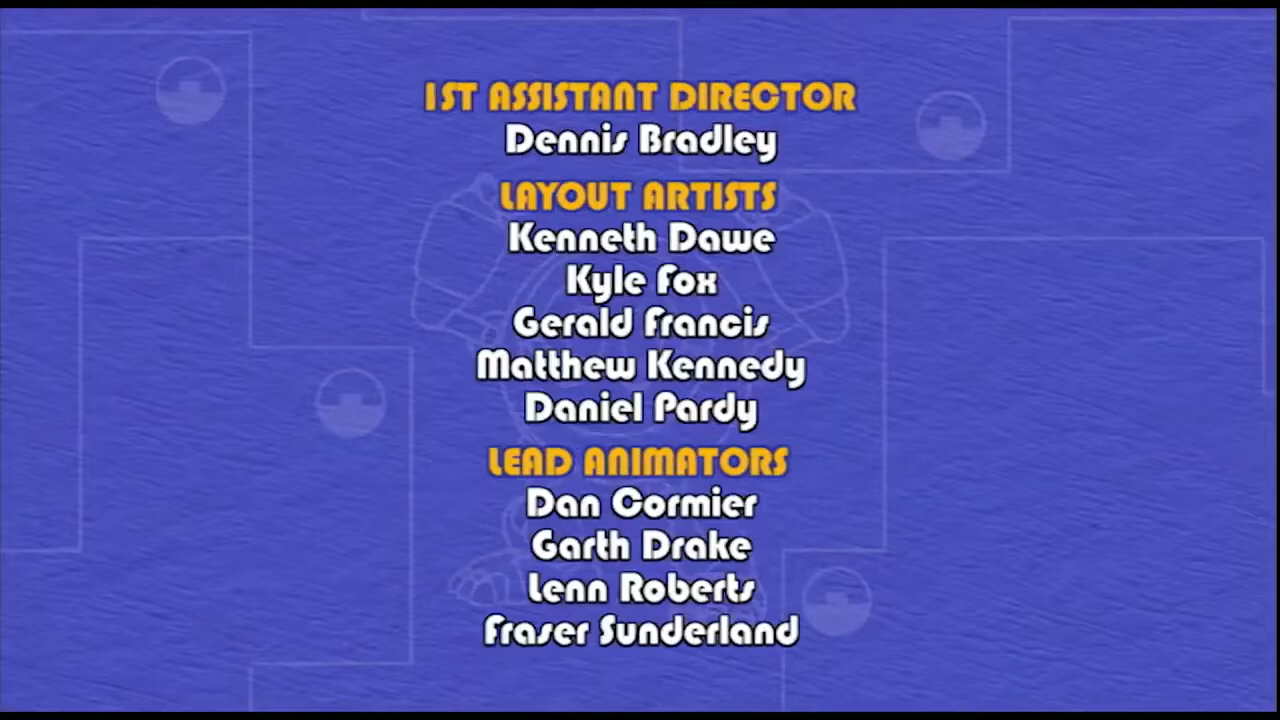 1ST ASSISTANT DIRECTOR
Dennis Bradley
LAYOUT ARTISTS
Kenneth Dawe
Kyle Fox
Gerald Francis
Matthew Kennedy
Daniel Pardy
LEAD ANIMATORS
Dan Cormier
Garth Drake
Lenn Roberts
Fraser Sunderland